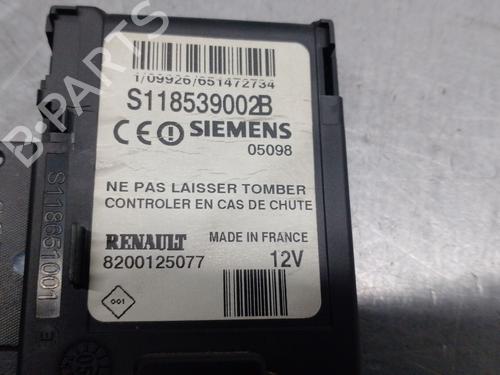 1/09926/651472734
S118539002B
CE SIEMENS
05098
NE PAS LAISSER TOMBER
CONTROLER EN CAS DE CHUTE
RENAULT MADE IN FRANCE
8200125077 12V
001
S118651001 E
B-PARTS